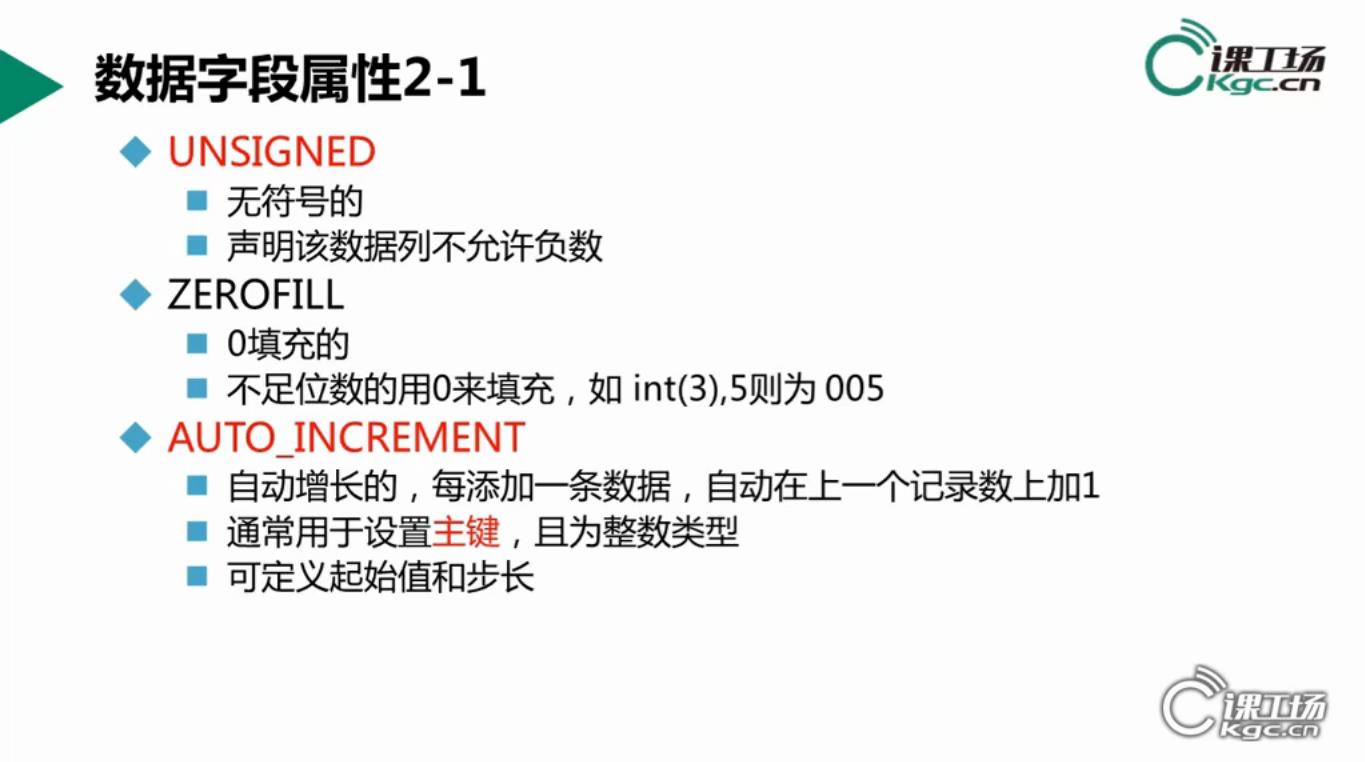 数据字段属性2-1
课工场
Kgc.cn
UNSIGNED
无符号的
声明该数据列不允许负数
ZEROFILL
0填充的
不足位数的用0来填充，如 int(3),5则为 005
AUTO_INCREMENT
自动增长的，每添加一条数据，自动在上一个记录数上加1
通常用于设置主键，且为整数类型
可定义起始值和步长
课工场
kgc.cn